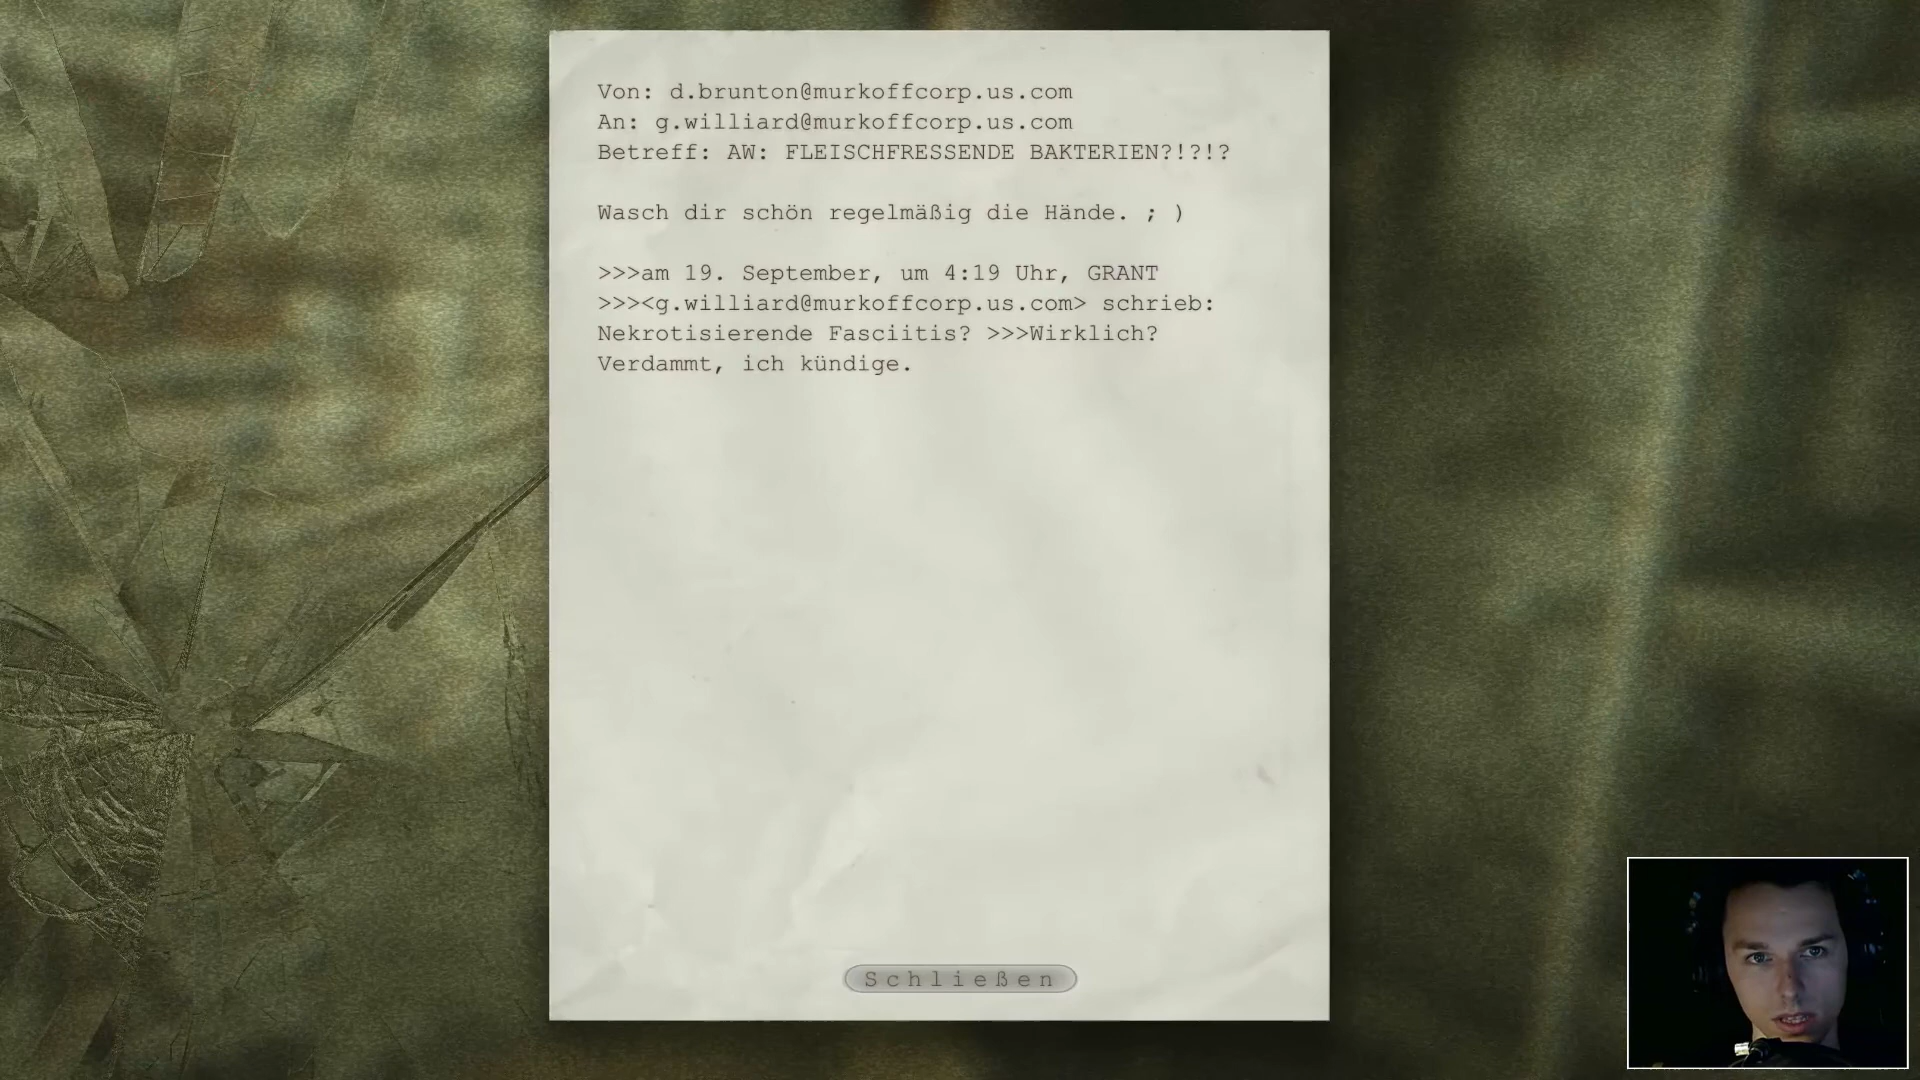 Von: d.brunton@murkoffcorp.us.com
An: g.williard@murkoffcorp.us.com
Betreff: AW: FLEISCHFRESSENDE BAKTERIEN?!?!?
Wasch dir schön regelmäßig die Hände. ; )
>>>am 19. September, um 4:19 Uhr, GRANT
>>><g.williard@murkoffcorp.us.com> schrieb:
Nekrotisierende Fasciitis? >>>Wirklich?
Verdammt, ich kündige.
Schließen